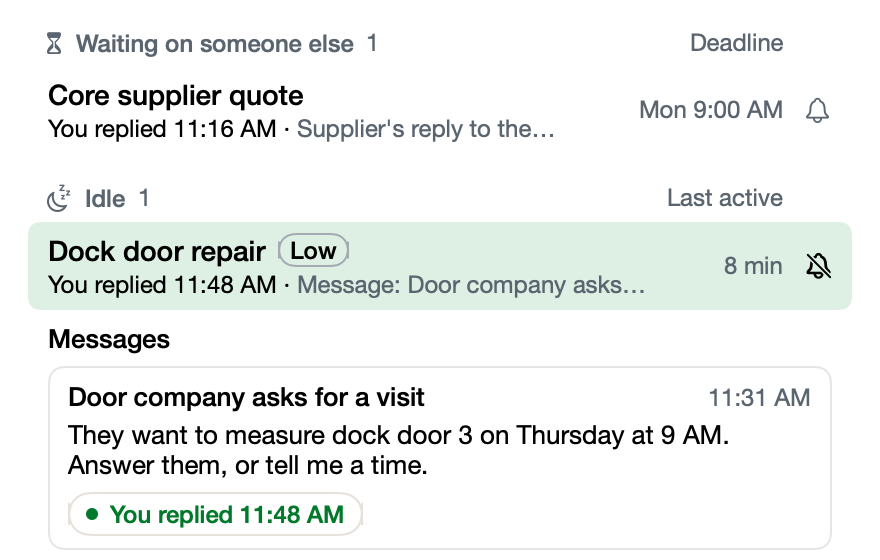 Waiting on someone else 1 Deadline
Core supplier quote
Mon 9:00 AM
You replied 11:16 AM · Supplier's reply to the…
Idle 1 Last active
Dock door repair Low
8 min
You replied 11:48 AM · Message: Door company asks…
Messages
Door company asks for a visit 11:31 AM
They want to measure dock door 3 on Thursday at 9 AM.
Answer them, or tell me a time.
You replied 11:48 AM